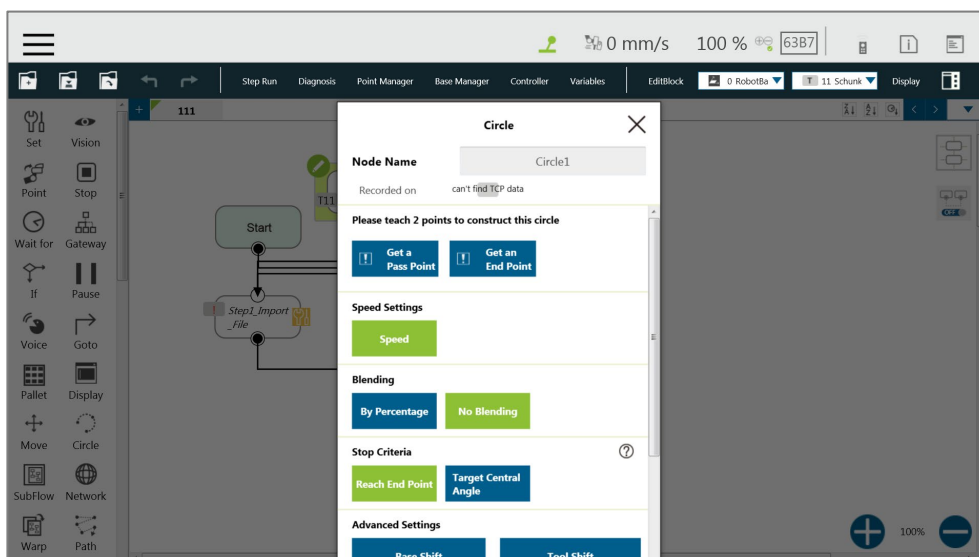 0 mm/s 100 % 63B7
Step Run Diagnosis Point Manager Base Manager Controller Variables EditBlock 0 RobotBa T 11 Schunk Display
+ 111
Set Vision
Point Stop
Wait for Gateway
If Pause
Voice Goto
Pallet Display
Move Circle
SubFlow Network
Warp Path
T11
Start
! Step1_Import
_File
Circle
Node Name Circle1
Recorded on can't find TCP data
Please teach 2 points to construct this circle
! Get a
Pass Point
! Get an
End Point
Speed Settings
Speed
Blending
By Percentage No Blending
Stop Criteria ?
Reach End Point
Target Central
Angle
Advanced Settings
Base Shift Tool Shift
OFF
100%